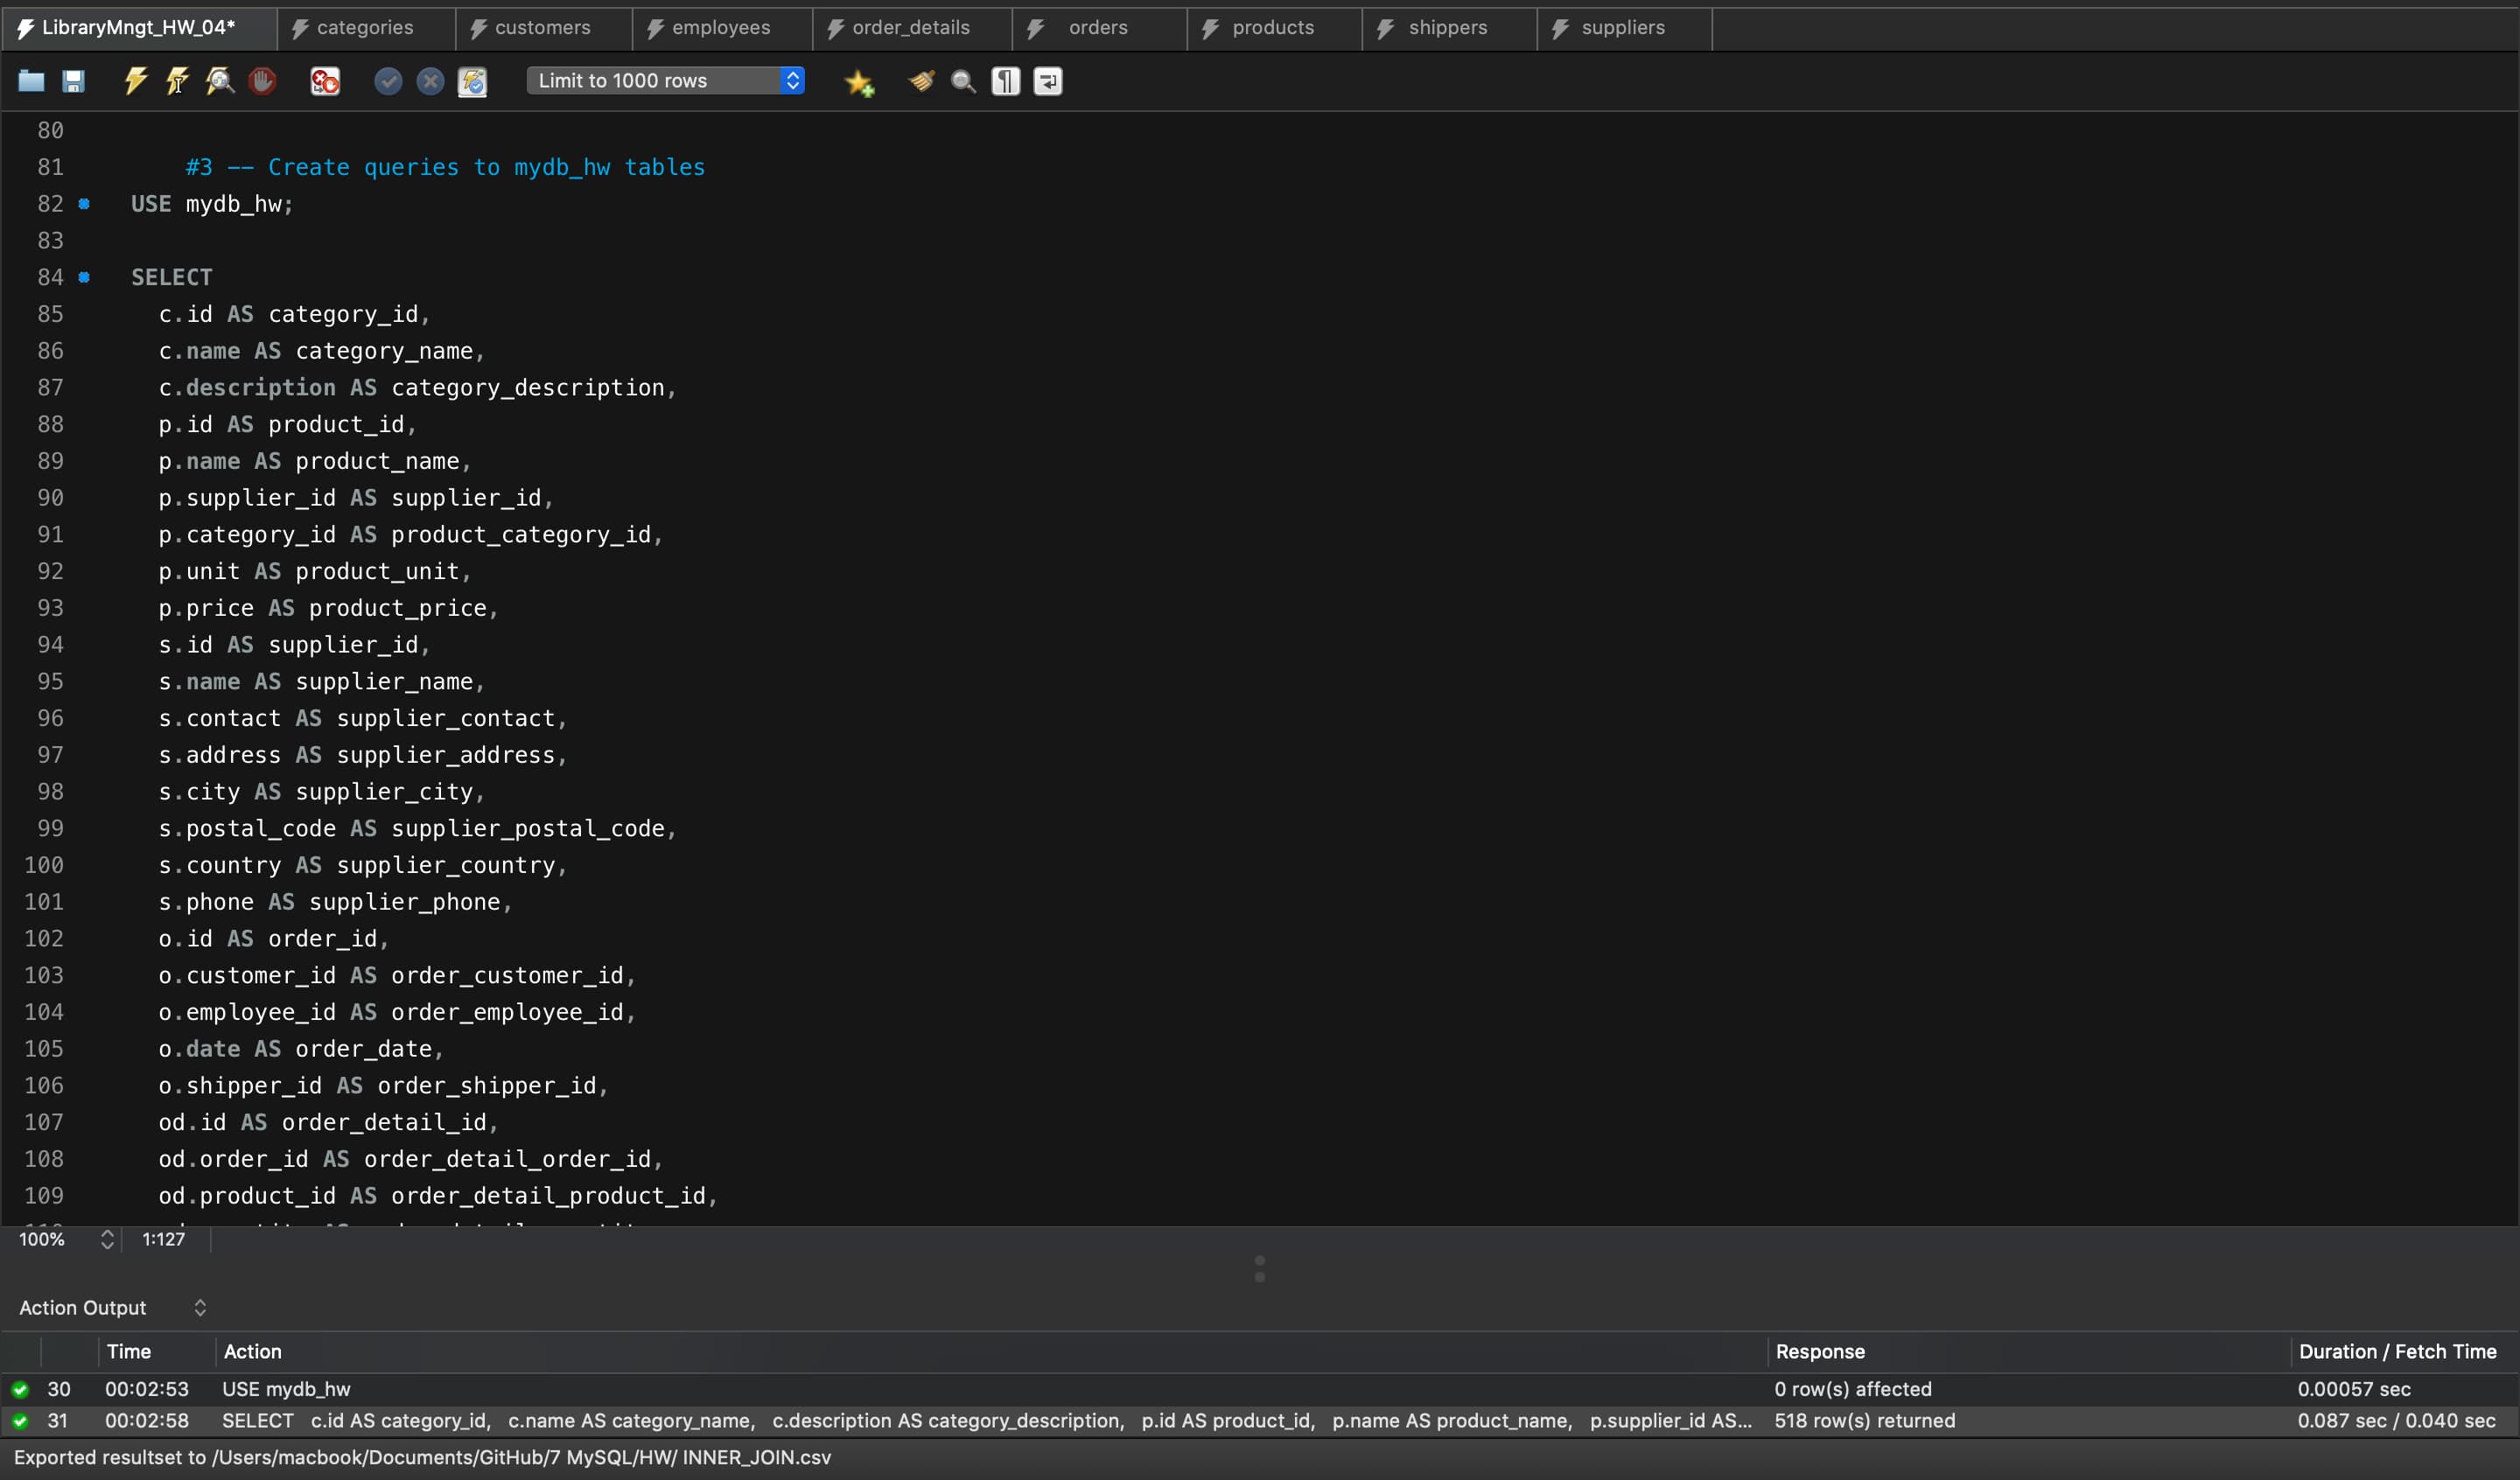 LibraryMngt_HW_04* categories customers employees order_details orders products shippers suppliers
Limit to 1000 rows
80
81 #3 -- Create queries to mydb_hw tables
82 USE mydb_hw;
83
84 SELECT
85 c.id AS category_id,
86 c.name AS category_name,
87 c.description AS category_description,
88 p.id AS product_id,
89 p.name AS product_name,
90 p.supplier_id AS supplier_id,
91 p.category_id AS product_category_id,
92 p.unit AS product_unit,
93 p.price AS product_price,
94 s.id AS supplier_id,
95 s.name AS supplier_name,
96 s.contact AS supplier_contact,
97 s.address AS supplier_address,
98 s.city AS supplier_city,
99 s.postal_code AS supplier_postal_code,
100 s.country AS supplier_country,
101 s.phone AS supplier_phone,
102 o.id AS order_id,
103 o.customer_id AS order_customer_id,
104 o.employee_id AS order_employee_id,
105 o.date AS order_date,
106 o.shipper_id AS order_shipper_id,
107 od.id AS order_detail_id,
108 od.order_id AS order_detail_order_id,
109 od.product_id AS order_detail_product_id,
100% 1:127
Action Output
Time Action Response Duration / Fetch Time
30 00:02:53 USE mydb_hw 0 row(s) affected 0.00057 sec
31 00:02:58 SELECT c.id AS category_id, c.name AS category_name, c.description AS category_description, p.id AS product_id, p.name AS product_name, p.supplier_id AS... 518 row(s) returned 0.087 sec / 0.040 sec
Exported resultset to /Users/macbook/Documents/GitHub/7 MySQL/HW/ INNER_JOIN.csv